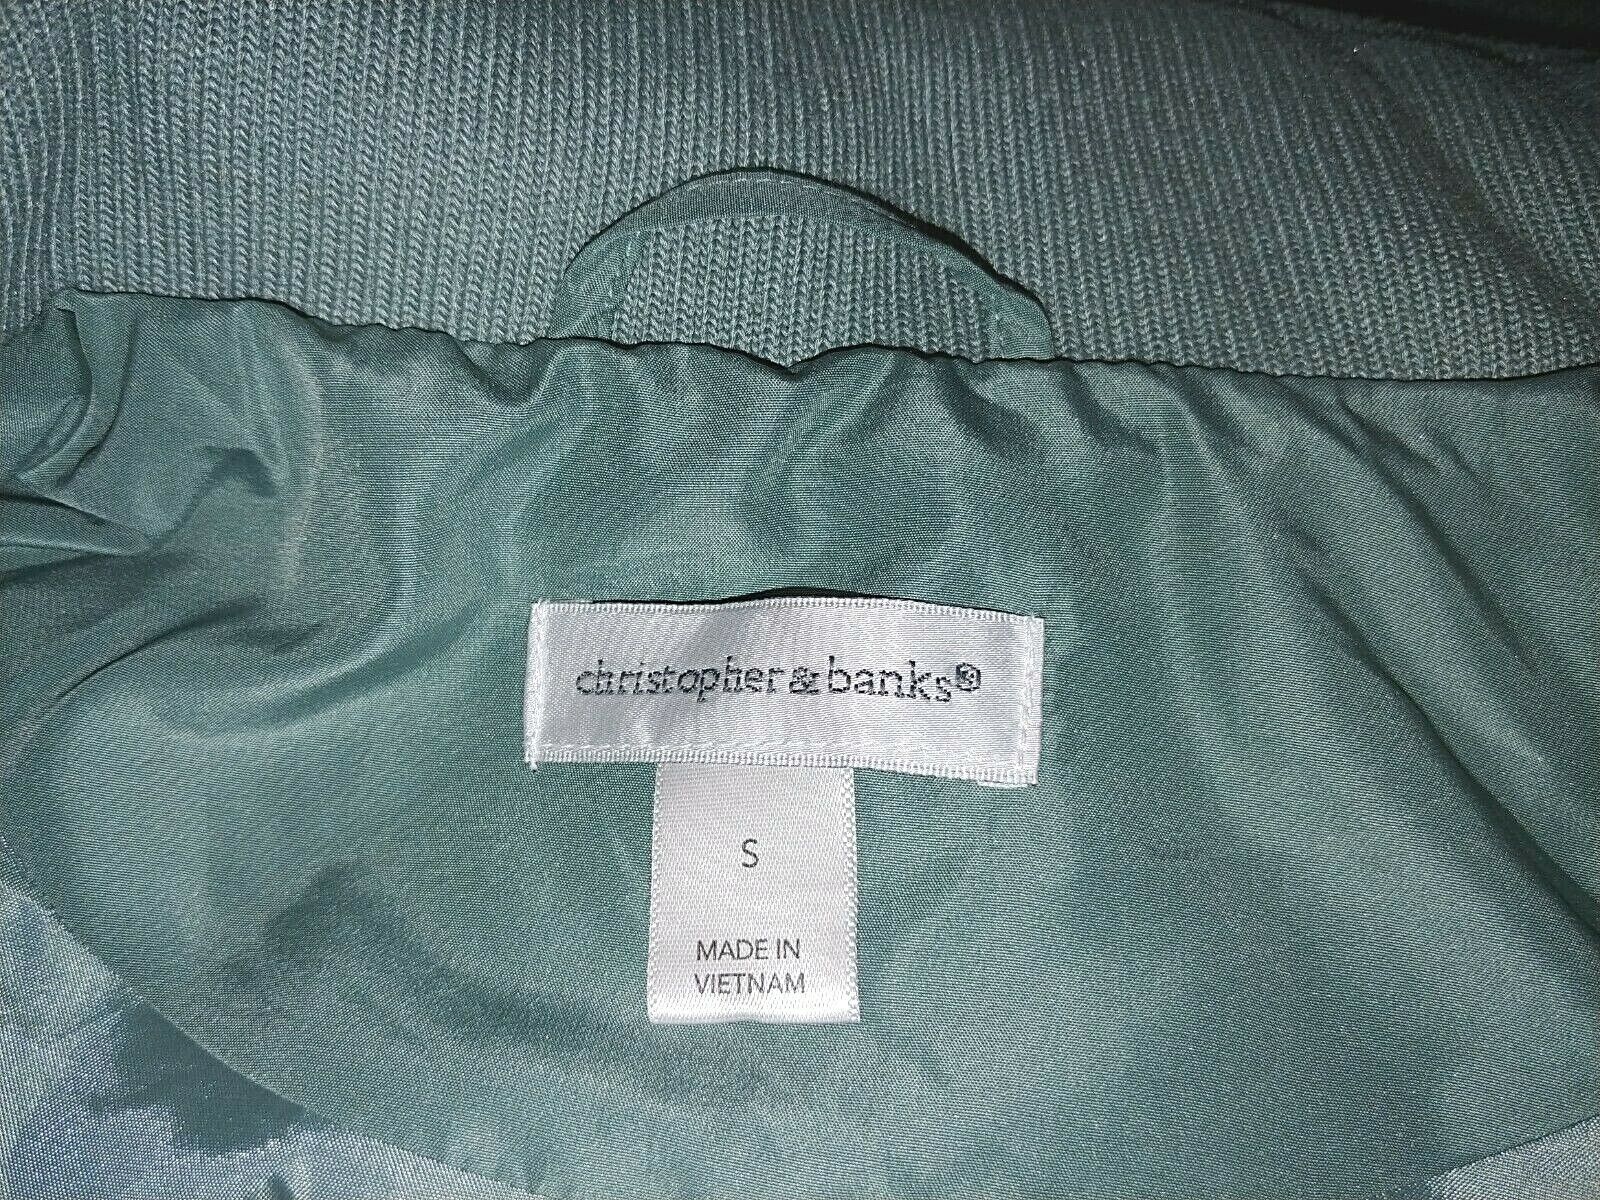 christopher & banks®
S
MADE IN
VIETNAM